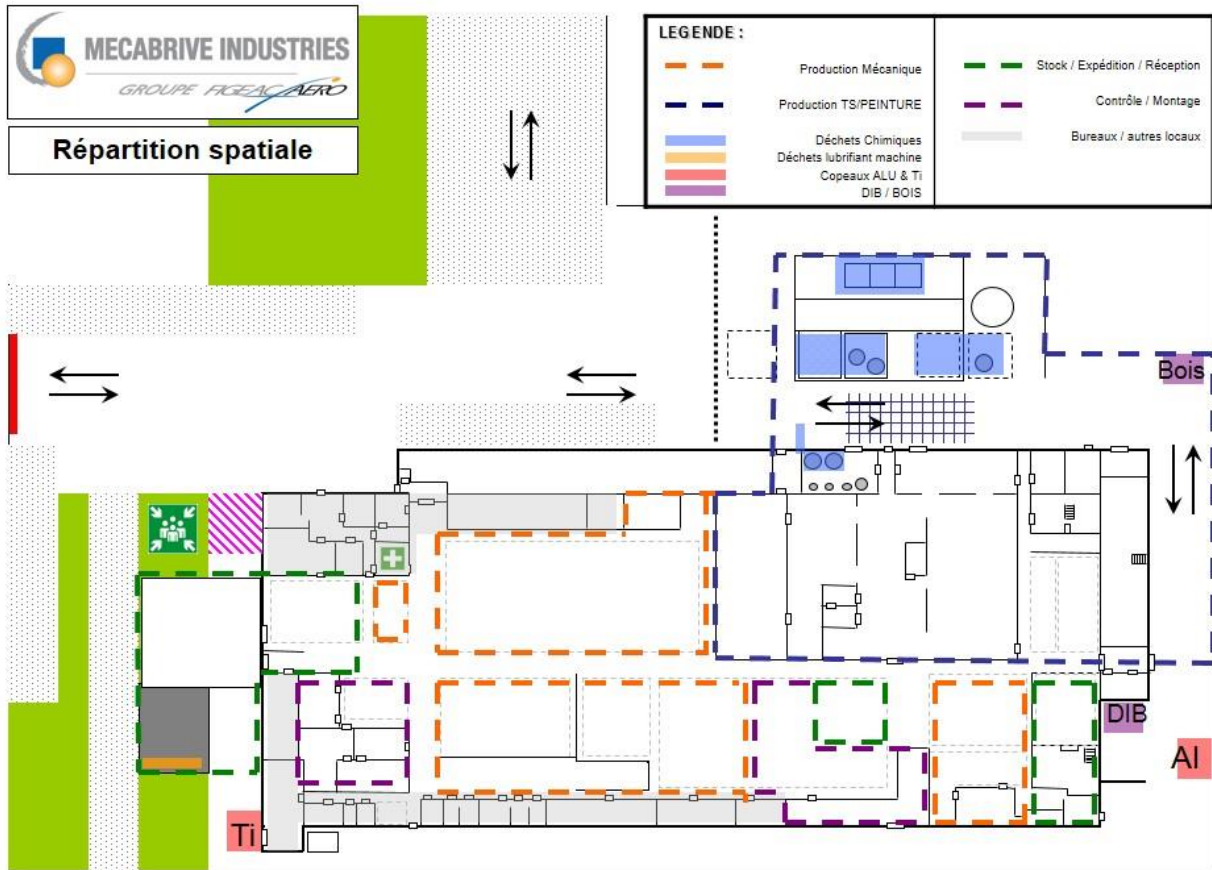 MECABRIVE INDUSTRIES
GROUPE FIGEAC AERO
Répartition spatiale
LEGENDE :
Production Mécanique
Production TS/PEINTURE
Déchets Chimiques
Déchets lubrifiant machine
Copeaux ALU & Ti
DIB / BOIS
Stock / Expédition / Réception
Contrôle / Montage
Bureaux / autres locaux
Bois
DIB
Al
Ti